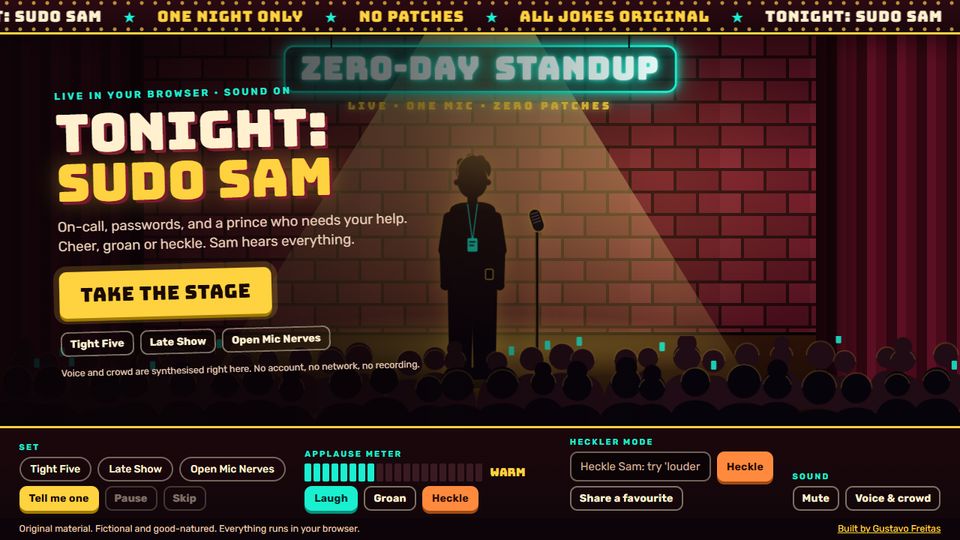 T: SUDO SAM ★ ONE NIGHT ONLY ★ NO PATCHES ★ ALL JOKES ORIGINAL ★ TONIGHT: SUDO SAM
ZERO-DAY STANDUP
LIVE · ONE MIC · ZERO PATCHES
LIVE IN YOUR BROWSER · SOUND ON
TONIGHT:
SUDO SAM
On-call, passwords, and a prince who needs your help.
Cheer, groan or heckle. Sam hears everything.
TAKE THE STAGE
Tight Five Late Show Open Mic Nerves
Voice and crowd are synthesised right here. No account, no network, no recording.
SET
Tight Five Late Show Open Mic Nerves
Tell me one Pause Skip
APPLAUSE METER
WARM
Laugh Groan Heckle
HECKLER MODE
Heckle Sam: try 'louder Heckle
Share a favourite
SOUND
Mute Voice & crowd
Original material. Fictional and good-natured. Everything runs in your browser.
Built by Gustavo Freitas